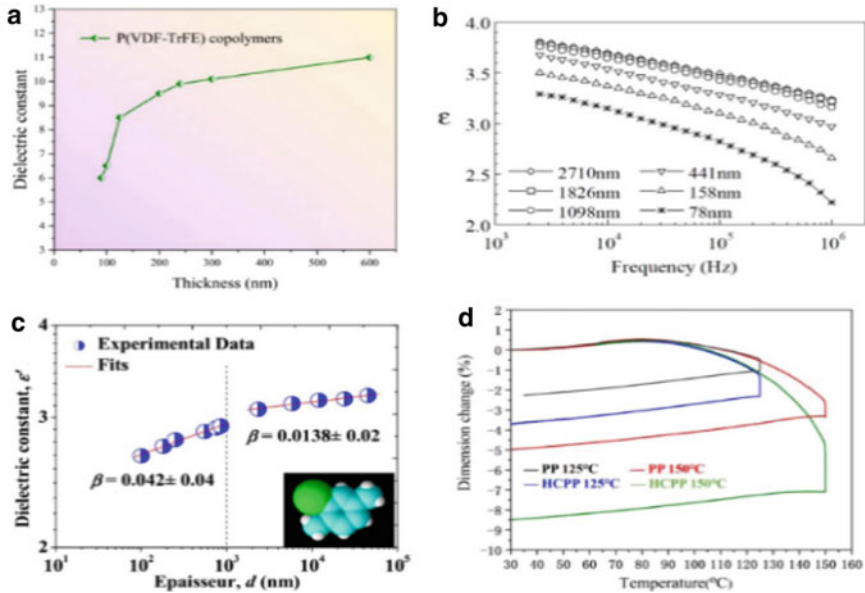 a
P(VDF-TrFE) copolymers
Dielectric constant
13
12
11
10
9
8
7
6
5
4
3
0 100 200 300 400 500 600
Thickness (nm)
b
ε
4.0
3.5
3.0
2.5
2.0
2710nm 441nm
1826nm 158nm
1098nm 78nm
10³ 10⁴ 10⁵ 10⁶
Frequency (Hz)
c
Experimental Data
Fits
Dielectric constant, ε'
4
3
2
β = 0.042± 0.04
β = 0.0138± 0.02
10¹ 10² 10³ 10⁴ 10⁵
Epaisseur, d (nm)
d
Dimension change (%)
2
1
0
-1
-2
-3
-4
-5
-6
-7
-8
-9
-10
PP 125°C PP 150°C
HCPP 125°C HCPP 150°C
30 40 50 60 70 80 90 100 110 120 130 140 150 160
Temperature(°C)